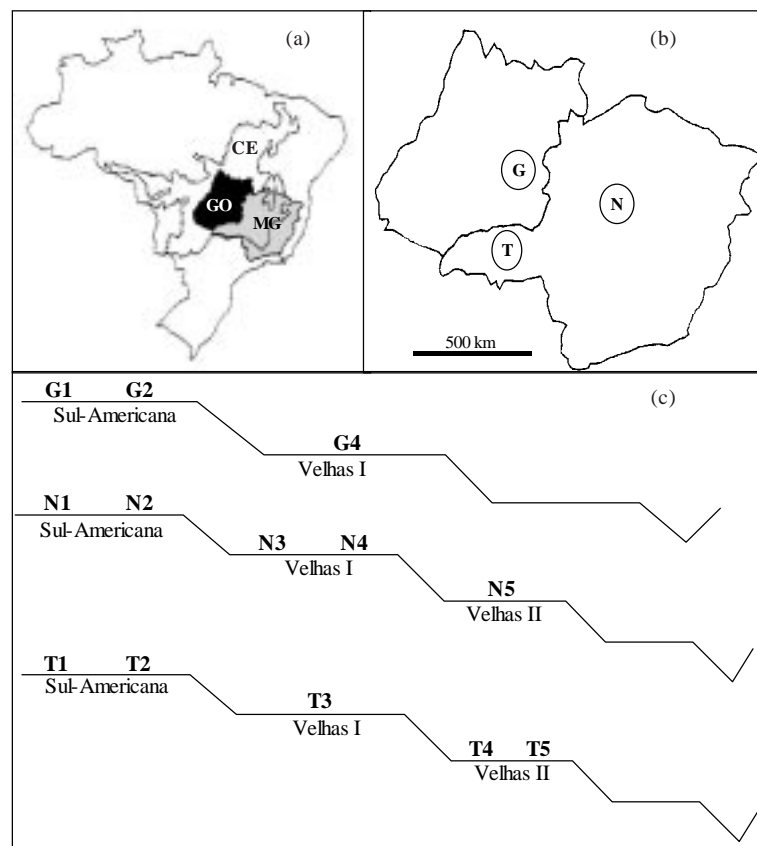 (a)
CE
GO
MG
(b)
G
N
T
500 km
(c)
G1 G2
Sul-Americana
G4
Velhas I
N1 N2
Sul-Americana
N3 N4
Velhas I
N5
Velhas II
T1 T2
Sul-Americana
T3
Velhas I
T4 T5
Velhas II